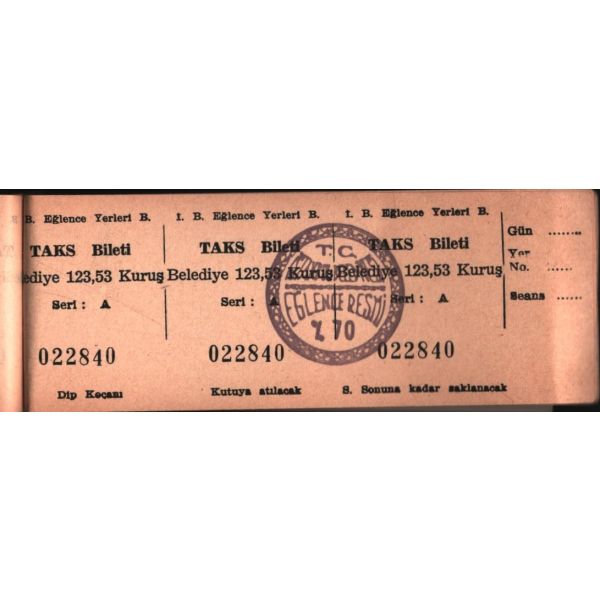 B. Eğlence Yerleri B.
TAKS Bileti
Belediye 123,53 Kuruş
Seri : A
022840
Dip Koçanı
İ. B. Eğlence Yerleri B.
TAKS Bileti
Belediye 123,53 Kuruş
Seri : A
022840
Kutuya atılacak
İ. B. Eğlence Yerleri B.
TAKS Bileti
Belediye 123,53 Kuruş
Seri : A
022840
S. Sonuna kadar saklanacak
Gün ........
Yer
No. ........
Seans ......
T. C.
EĞLENCE RESMİ
% 70